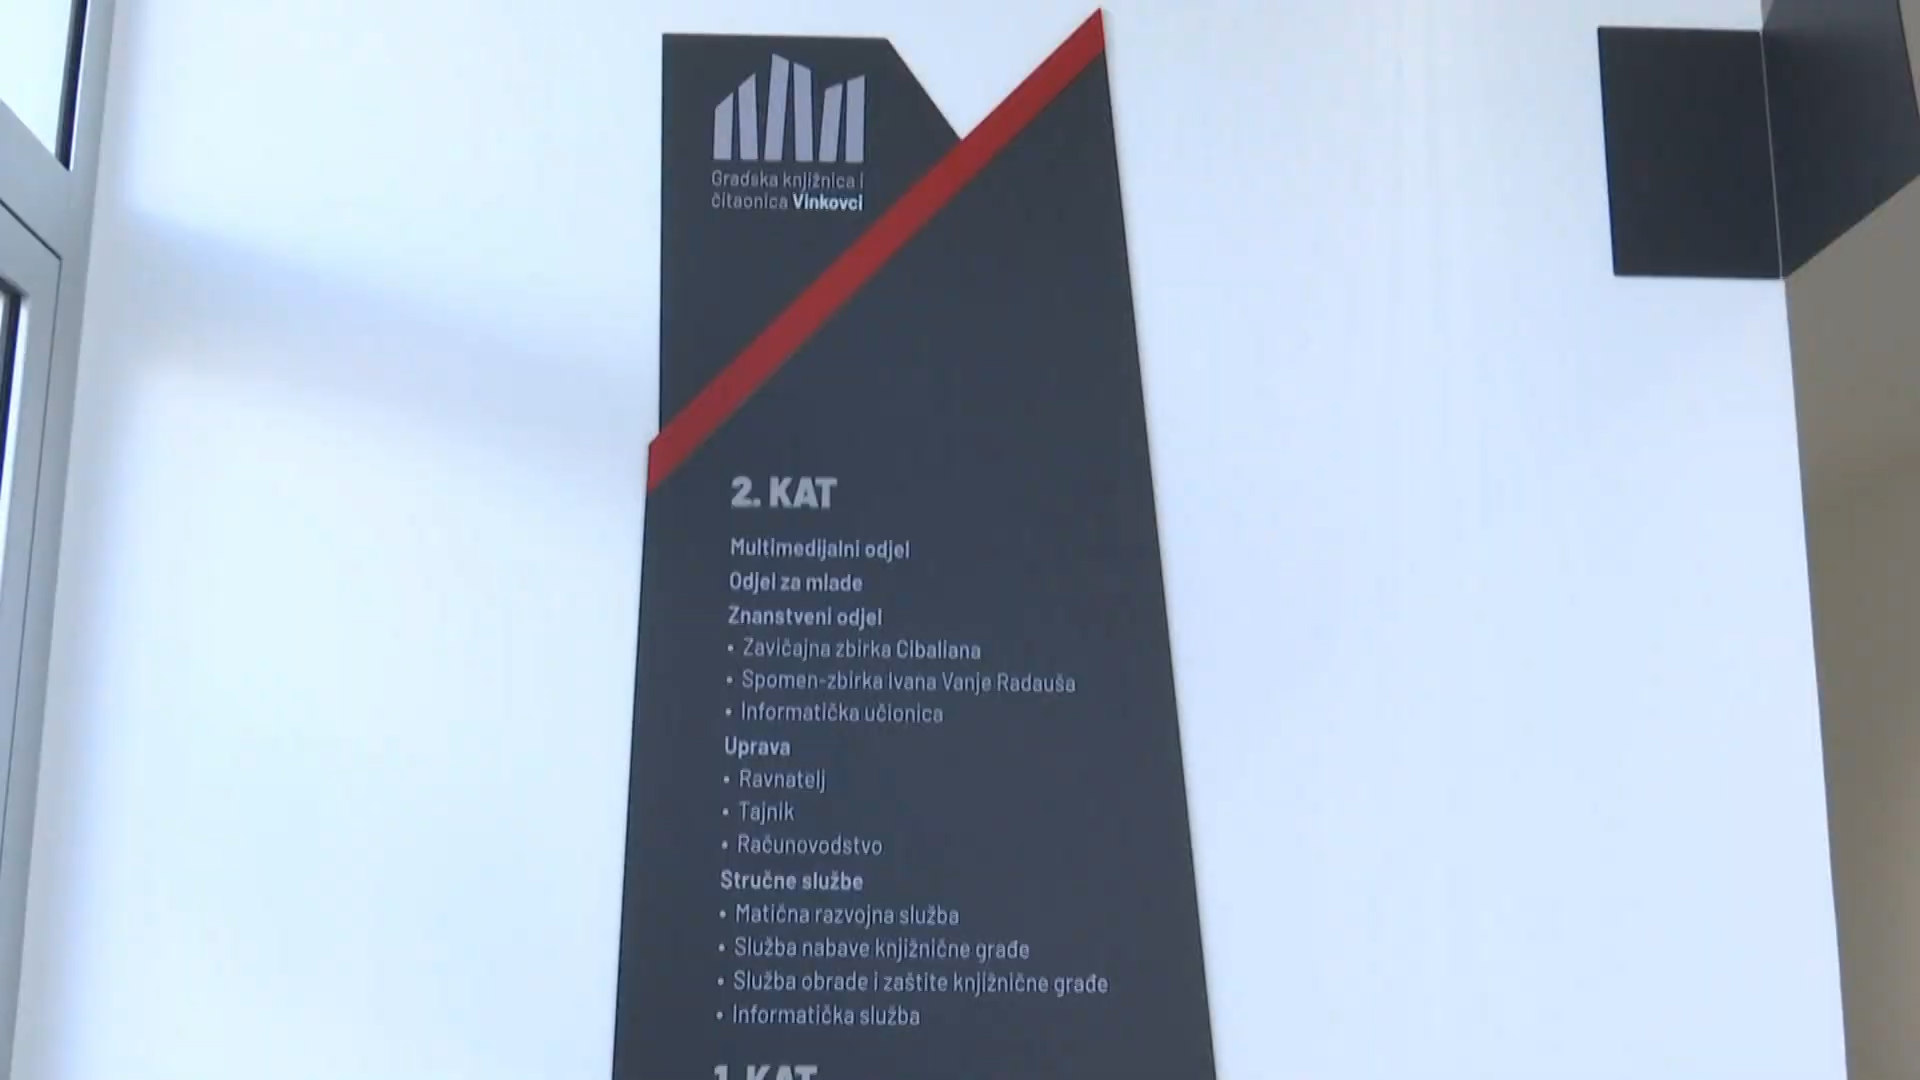 Gradska knjižnica i
čitaonica Vinkovci
2. KAT
Multimedijalni odjel
Odjel za mlade
Znanstveni odjel
• Zavičajna zbirka Cibaliana
• Spomen-zbirka Ivana Vanje Radauša
• Informatička učionica
Uprava
• Ravnatelj
• Tajnik
• Računovodstvo
Stručne službe
• Matična razvojna služba
• Služba nabave knjižnične građe
• Služba obrade i zaštite knjižnične građe
• Informatička služba
1. KAT